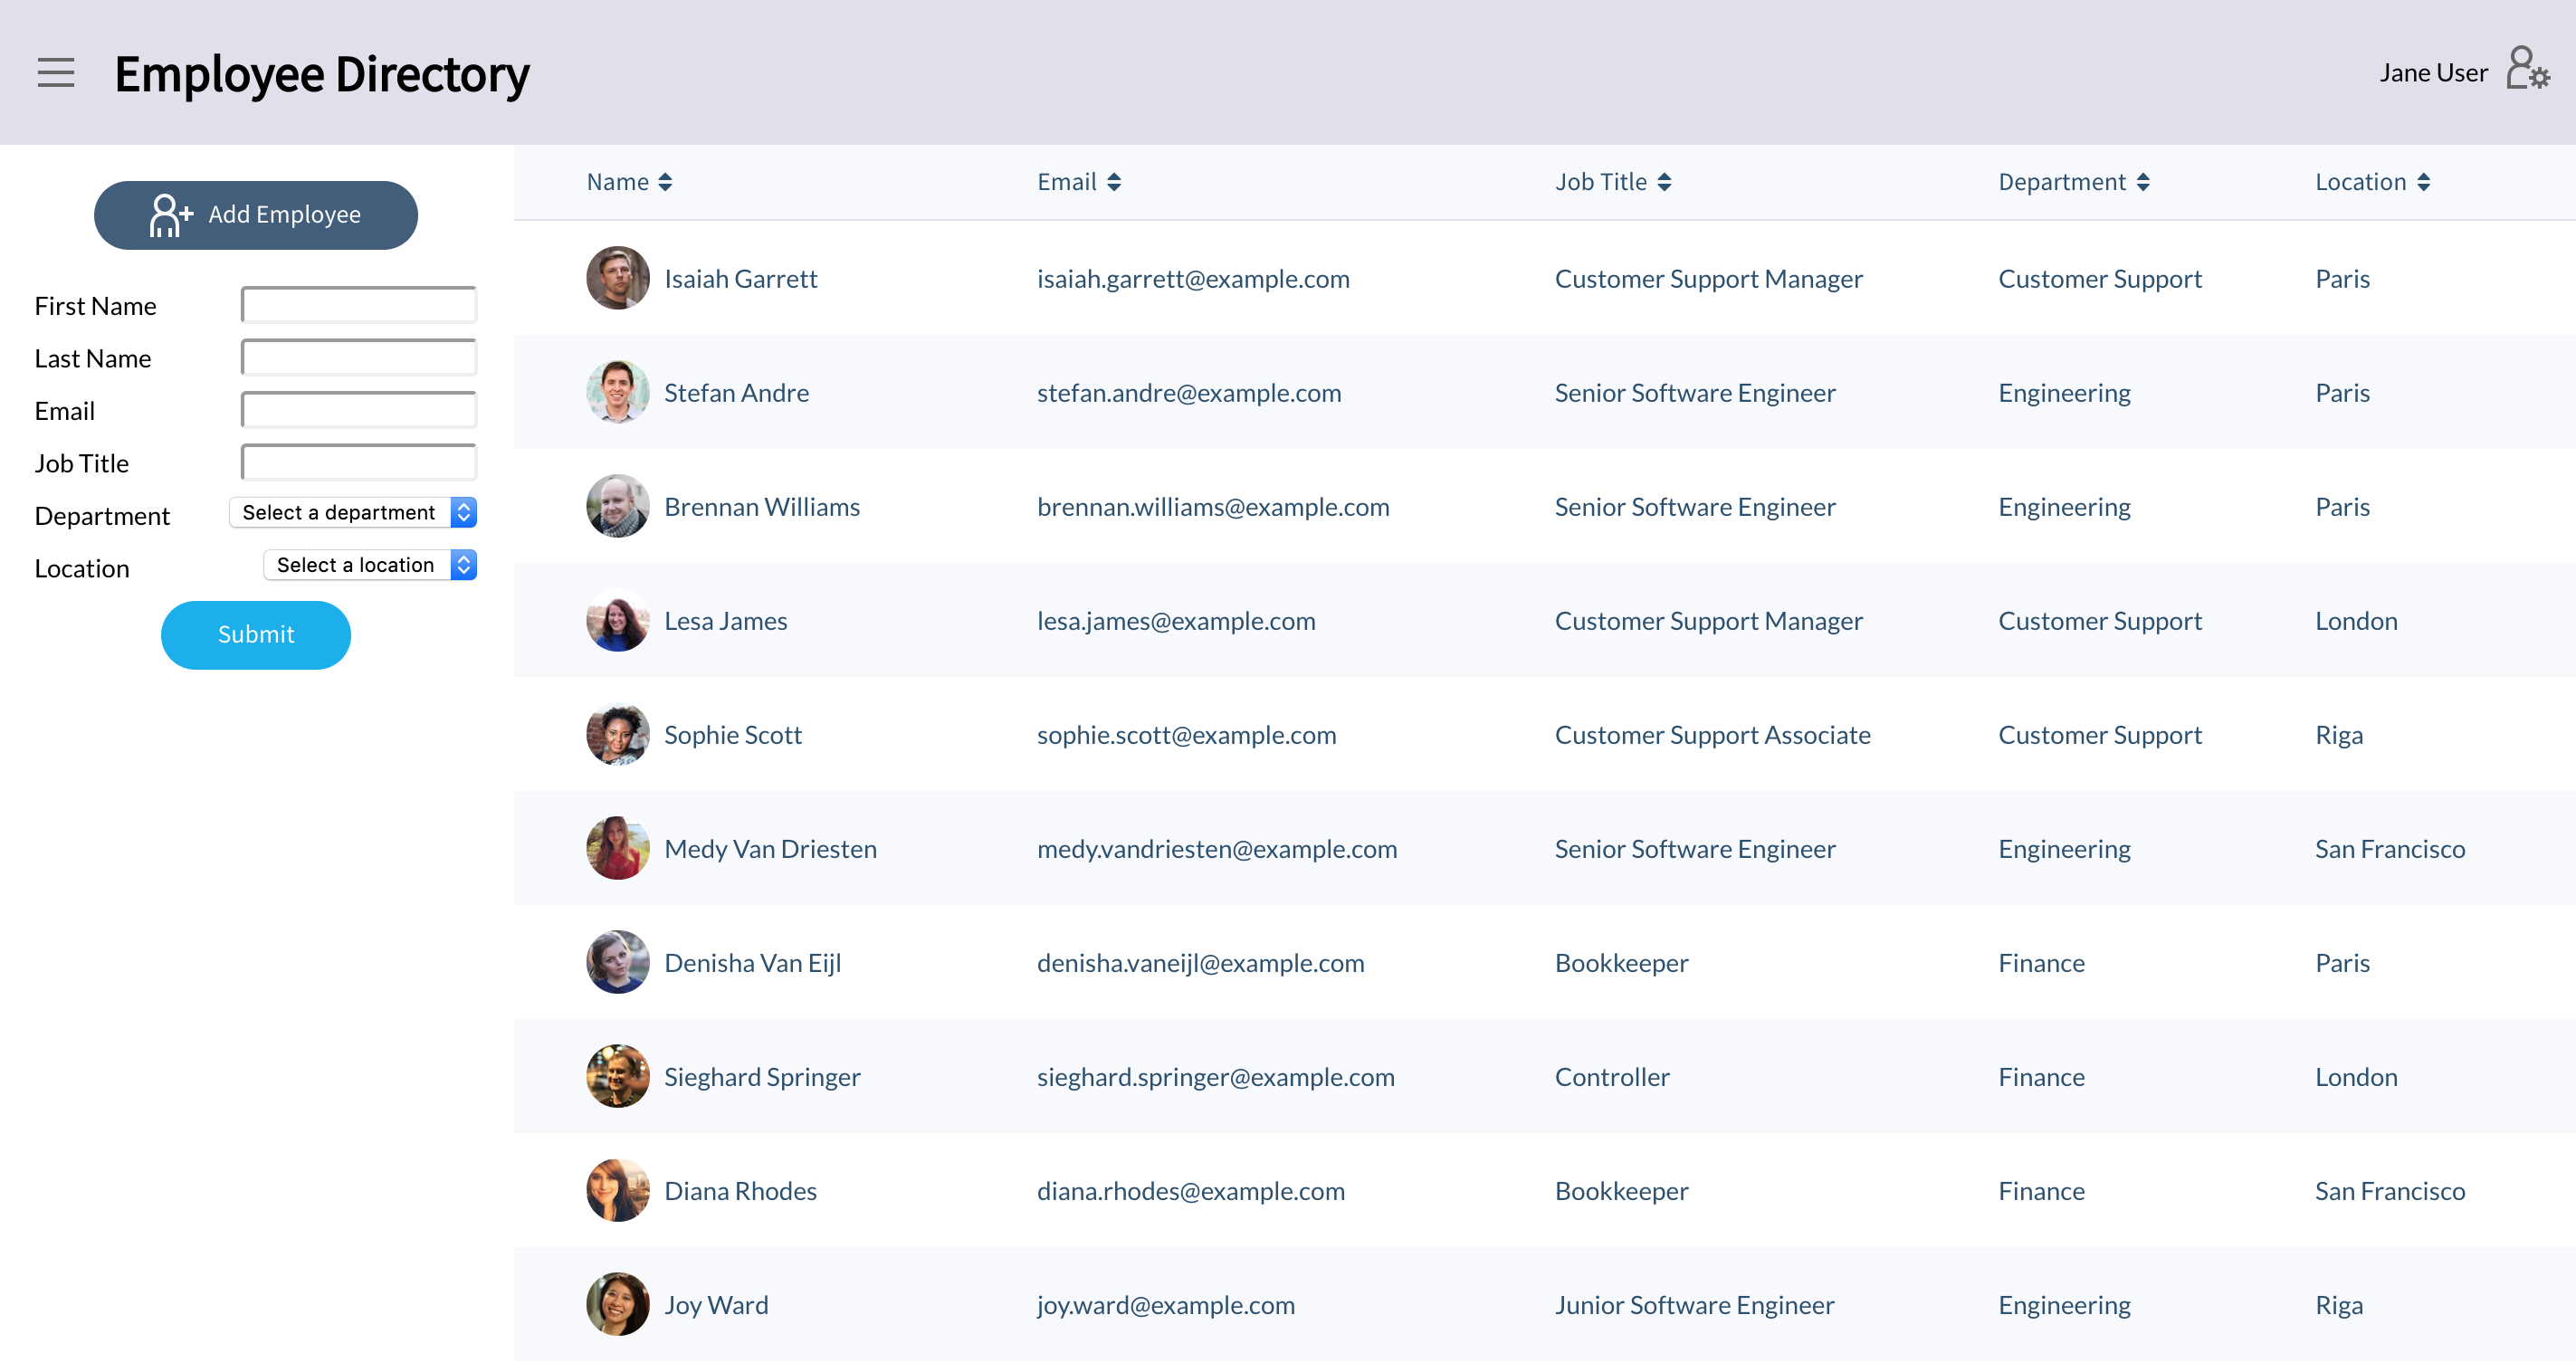 Employee Directory
Jane User
Add Employee
First Name
Last Name
Email
Job Title
Department Select a department
Location Select a location
Submit
Name Email Job Title Department Location
Isaiah Garrett isaiah.garrett@example.com Customer Support Manager Customer Support Paris
Stefan Andre stefan.andre@example.com Senior Software Engineer Engineering Paris
Brennan Williams brennan.williams@example.com Senior Software Engineer Engineering Paris
Lesa James lesa.james@example.com Customer Support Manager Customer Support London
Sophie Scott sophie.scott@example.com Customer Support Associate Customer Support Riga
Medy Van Driesten medy.vandriesten@example.com Senior Software Engineer Engineering San Francisco
Denisha Van Eijl denisha.vaneijl@example.com Bookkeeper Finance Paris
Sieghard Springer sieghard.springer@example.com Controller Finance London
Diana Rhodes diana.rhodes@example.com Bookkeeper Finance San Francisco
Joy Ward joy.ward@example.com Junior Software Engineer Engineering Riga